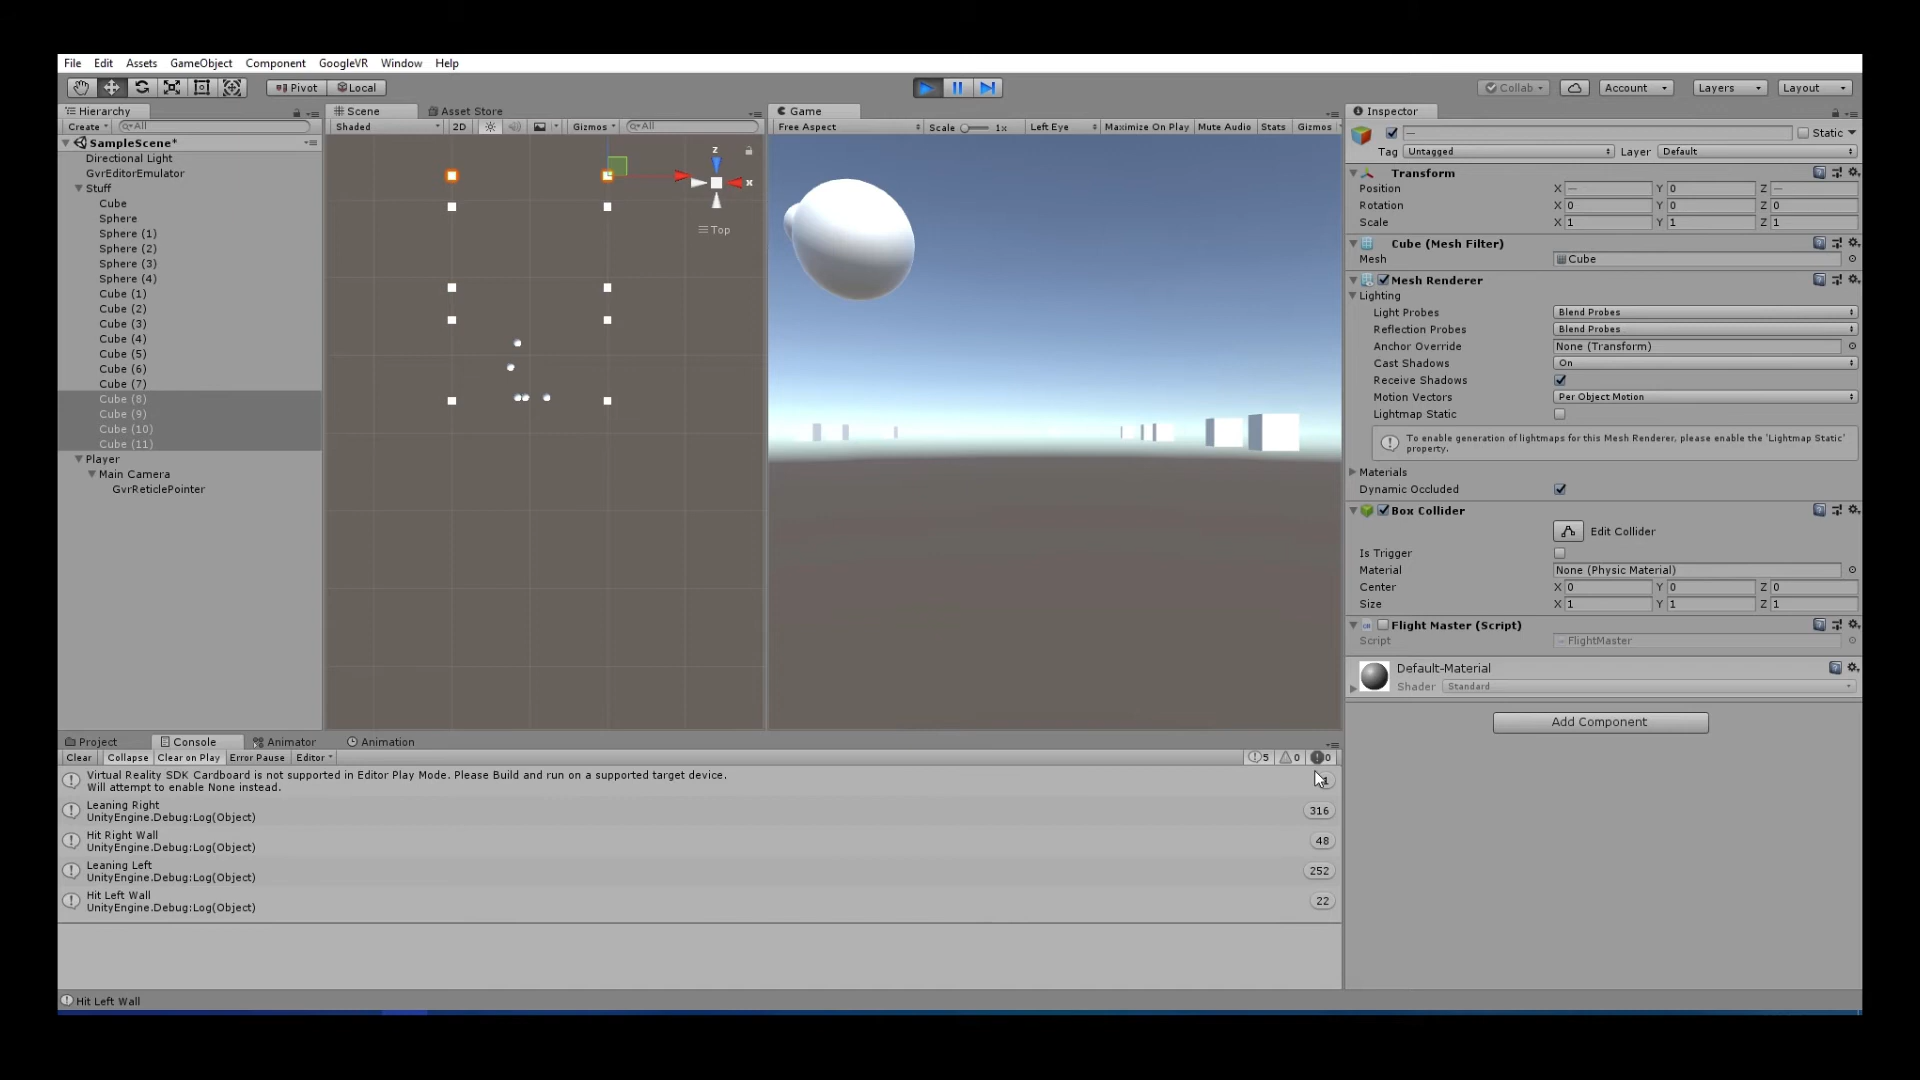 File Edit Assets GameObject Component GoogleVR Window Help
Pivot Local Collab Account Layers Layout
Hierarchy
Create All
SampleScene*
Directional Light
GvrEditorEmulator
Stuff
Cube
Sphere
Sphere (1)
Sphere (2)
Sphere (3)
Sphere (4)
Cube (1)
Cube (2)
Cube (3)
Cube (4)
Cube (5)
Cube (6)
Cube (7)
Cube (8)
Cube (9)
Cube (10)
Cube (11)
Player
Main Camera
GvrReticlePointer
Scene Asset Store
Shaded 2D Gizmos All
z
x
Top
Game
Free Aspect Scale 1x Left Eye Maximize On Play Mute Audio Stats Gizmos
Inspector
— Static
Tag Untagged Layer Default
Transform
Position X — Y 0 Z —
Rotation X 0 Y 0 Z 0
Scale X 1 Y 1 Z 1
Cube (Mesh Filter)
Mesh Cube
Mesh Renderer
Lighting
Light Probes Blend Probes
Reflection Probes Blend Probes
Anchor Override None (Transform)
Cast Shadows On
Receive Shadows
Motion Vectors Per Object Motion
Lightmap Static
To enable generation of lightmaps for this Mesh Renderer, please enable the 'Lightmap Static'
property.
Materials
Dynamic Occluded
Box Collider
Edit Collider
Is Trigger
Material None (Physic Material)
Center X 0 Y 0 Z 0
Size X 1 Y 1 Z 1
Flight Master (Script)
Script FlightMaster
Default-Material
Shader Standard
Add Component
Project Console Animator Animation
Clear Collapse Clear on Play Error Pause Editor 5 0 0
Virtual Reality SDK Cardboard is not supported in Editor Play Mode. Please Build and run on a supported target device.
Will attempt to enable None instead.
1
Leaning Right
UnityEngine.Debug:Log(Object)
316
Hit Right Wall
UnityEngine.Debug:Log(Object)
48
Leaning Left
UnityEngine.Debug:Log(Object)
252
Hit Left Wall
UnityEngine.Debug:Log(Object)
22
Hit Left Wall